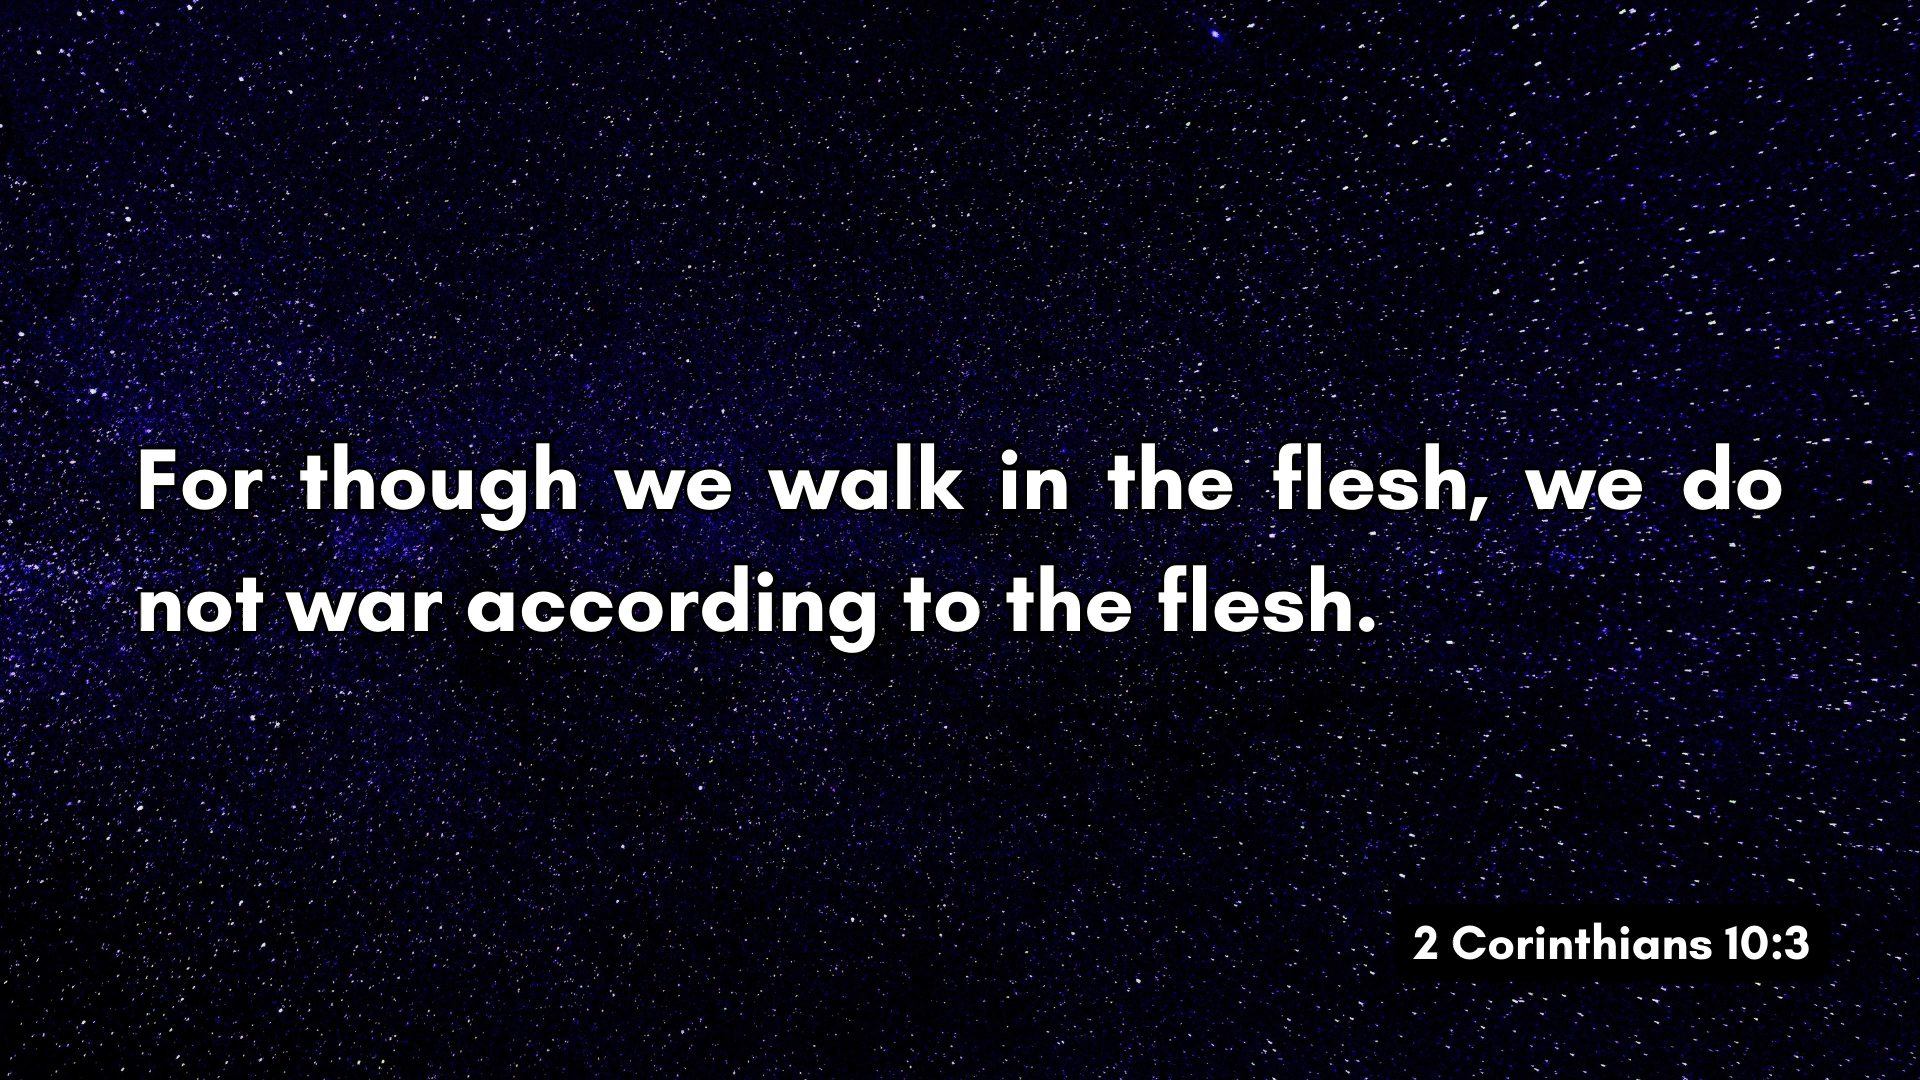 For though we walk in the flesh, we do
not war according to the flesh.
2 Corinthians 10:3